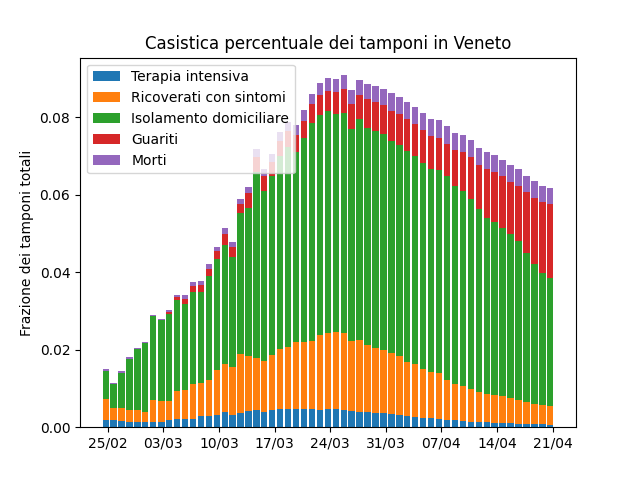 Casistica percentuale dei tamponi in Veneto
Terapia intensiva
Ricoverati con sintomi
Isolamento domiciliare
Guariti
Morti
Frazione dei tamponi totali
0.08
0.06
0.04
0.02
0.00
25/02 03/03 10/03 17/03 24/03 31/03 07/04 14/04 21/04